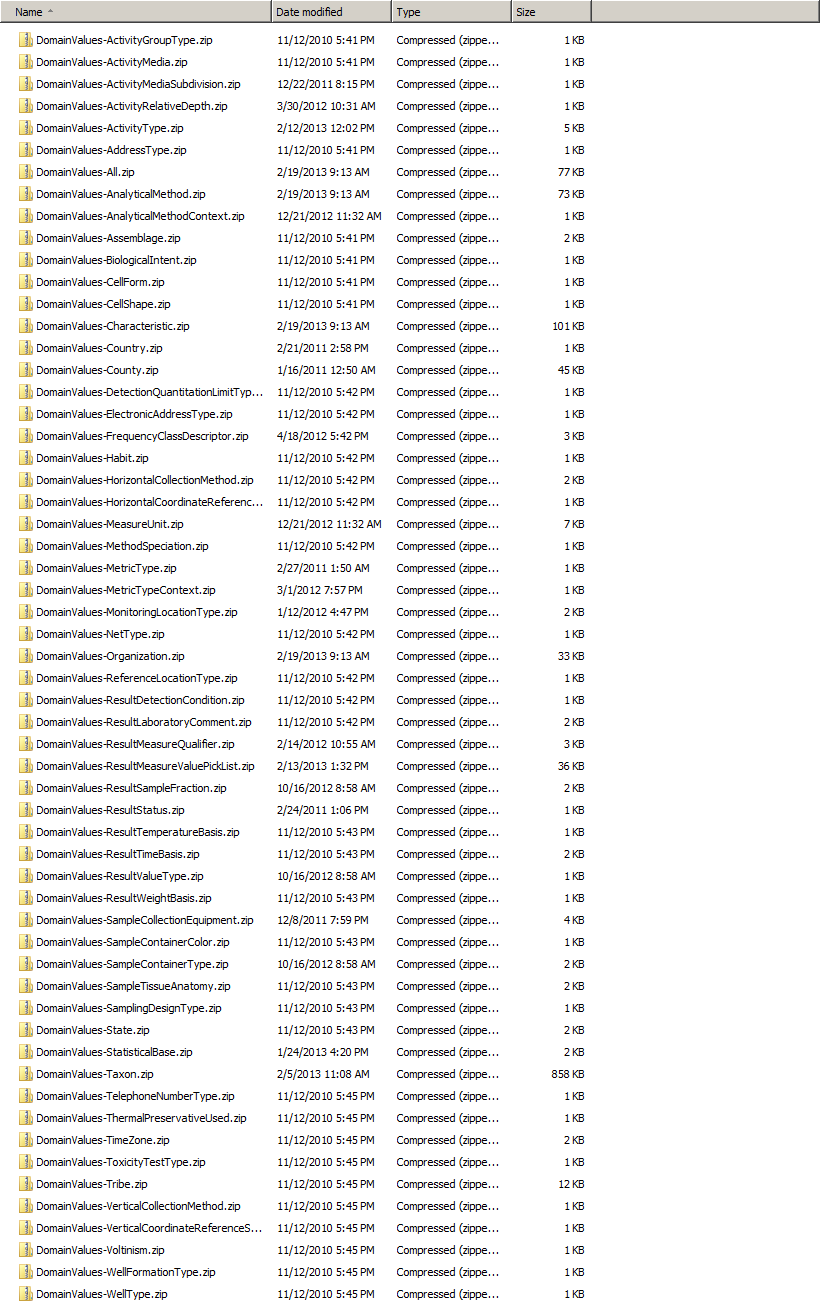 Name Date modified Type Size
DomainValues-ActivityGroupType.zip 11/12/2010 5:41 PM Compressed (zippe... 1 KB
DomainValues-ActivityMedia.zip 11/12/2010 5:41 PM Compressed (zippe... 1 KB
DomainValues-ActivityMediaSubdivision.zip 12/22/2011 8:15 PM Compressed (zippe... 1 KB
DomainValues-ActivityRelativeDepth.zip 3/30/2012 10:31 AM Compressed (zippe... 1 KB
DomainValues-ActivityType.zip 2/12/2013 12:02 PM Compressed (zippe... 5 KB
DomainValues-AddressType.zip 11/12/2010 5:41 PM Compressed (zippe... 1 KB
DomainValues-All.zip 2/19/2013 9:13 AM Compressed (zippe... 77 KB
DomainValues-AnalyticalMethod.zip 2/19/2013 9:13 AM Compressed (zippe... 73 KB
DomainValues-AnalyticalMethodContext.zip 12/21/2012 11:32 AM Compressed (zippe... 1 KB
DomainValues-Assemblage.zip 11/12/2010 5:41 PM Compressed (zippe... 2 KB
DomainValues-BiologicalIntent.zip 11/12/2010 5:41 PM Compressed (zippe... 1 KB
DomainValues-CellForm.zip 11/12/2010 5:41 PM Compressed (zippe... 1 KB
DomainValues-CellShape.zip 11/12/2010 5:41 PM Compressed (zippe... 1 KB
DomainValues-Characteristic.zip 2/19/2013 9:13 AM Compressed (zippe... 101 KB
DomainValues-Country.zip 2/21/2011 2:58 PM Compressed (zippe... 1 KB
DomainValues-County.zip 1/16/2011 12:50 AM Compressed (zippe... 45 KB
DomainValues-DetectionQuantitationLimitTyp... 11/12/2010 5:42 PM Compressed (zippe... 1 KB
DomainValues-ElectronicAddressType.zip 11/12/2010 5:42 PM Compressed (zippe... 1 KB
DomainValues-FrequencyClassDescriptor.zip 4/18/2012 5:42 PM Compressed (zippe... 3 KB
DomainValues-Habit.zip 11/12/2010 5:42 PM Compressed (zippe... 1 KB
DomainValues-HorizontalCollectionMethod.zip 11/12/2010 5:42 PM Compressed (zippe... 2 KB
DomainValues-HorizontalCoordinateReferenc... 11/12/2010 5:42 PM Compressed (zippe... 1 KB
DomainValues-MeasureUnit.zip 12/21/2012 11:32 AM Compressed (zippe... 7 KB
DomainValues-MethodSpeciation.zip 11/12/2010 5:42 PM Compressed (zippe... 1 KB
DomainValues-MetricType.zip 2/27/2011 1:50 AM Compressed (zippe... 1 KB
DomainValues-MetricTypeContext.zip 3/1/2012 7:57 PM Compressed (zippe... 1 KB
DomainValues-MonitoringLocationType.zip 1/12/2012 4:47 PM Compressed (zippe... 2 KB
DomainValues-NetType.zip 11/12/2010 5:42 PM Compressed (zippe... 1 KB
DomainValues-Organization.zip 2/19/2013 9:13 AM Compressed (zippe... 33 KB
DomainValues-ReferenceLocationType.zip 11/12/2010 5:42 PM Compressed (zippe... 1 KB
DomainValues-ResultDetectionCondition.zip 11/12/2010 5:42 PM Compressed (zippe... 1 KB
DomainValues-ResultLaboratoryComment.zip 11/12/2010 5:42 PM Compressed (zippe... 2 KB
DomainValues-ResultMeasureQualifier.zip 2/14/2012 10:55 AM Compressed (zippe... 3 KB
DomainValues-ResultMeasureValuePickList.zip 2/13/2013 1:32 PM Compressed (zippe... 36 KB
DomainValues-ResultSampleFraction.zip 10/16/2012 8:58 AM Compressed (zippe... 2 KB
DomainValues-ResultStatus.zip 2/24/2011 1:06 PM Compressed (zippe... 1 KB
DomainValues-ResultTemperatureBasis.zip 11/12/2010 5:43 PM Compressed (zippe... 1 KB
DomainValues-ResultTimeBasis.zip 11/12/2010 5:43 PM Compressed (zippe... 2 KB
DomainValues-ResultValueType.zip 10/16/2012 8:58 AM Compressed (zippe... 1 KB
DomainValues-ResultWeightBasis.zip 11/12/2010 5:43 PM Compressed (zippe... 1 KB
DomainValues-SampleCollectionEquipment.zip 12/8/2011 7:59 PM Compressed (zippe... 4 KB
DomainValues-SampleContainerColor.zip 11/12/2010 5:43 PM Compressed (zippe... 1 KB
DomainValues-SampleContainerType.zip 10/16/2012 8:58 AM Compressed (zippe... 2 KB
DomainValues-SampleTissueAnatomy.zip 11/12/2010 5:43 PM Compressed (zippe... 2 KB
DomainValues-SamplingDesignType.zip 11/12/2010 5:43 PM Compressed (zippe... 1 KB
DomainValues-State.zip 11/12/2010 5:43 PM Compressed (zippe... 2 KB
DomainValues-StatisticalBase.zip 1/24/2013 4:20 PM Compressed (zippe... 2 KB
DomainValues-Taxon.zip 2/5/2013 11:08 AM Compressed (zippe... 858 KB
DomainValues-TelephoneNumberType.zip 11/12/2010 5:45 PM Compressed (zippe... 1 KB
DomainValues-ThermalPreservativeUsed.zip 11/12/2010 5:45 PM Compressed (zippe... 1 KB
DomainValues-TimeZone.zip 11/12/2010 5:45 PM Compressed (zippe... 2 KB
DomainValues-ToxicityTestType.zip 11/12/2010 5:45 PM Compressed (zippe... 1 KB
DomainValues-Tribe.zip 11/12/2010 5:45 PM Compressed (zippe... 12 KB
DomainValues-VerticalCollectionMethod.zip 11/12/2010 5:45 PM Compressed (zippe... 1 KB
DomainValues-VerticalCoordinateReferenceS... 11/12/2010 5:45 PM Compressed (zippe... 1 KB
DomainValues-Voltinism.zip 11/12/2010 5:45 PM Compressed (zippe... 1 KB
DomainValues-WellFormationType.zip 11/12/2010 5:45 PM Compressed (zippe... 1 KB
DomainValues-WellType.zip 11/12/2010 5:45 PM Compressed (zippe... 1 KB